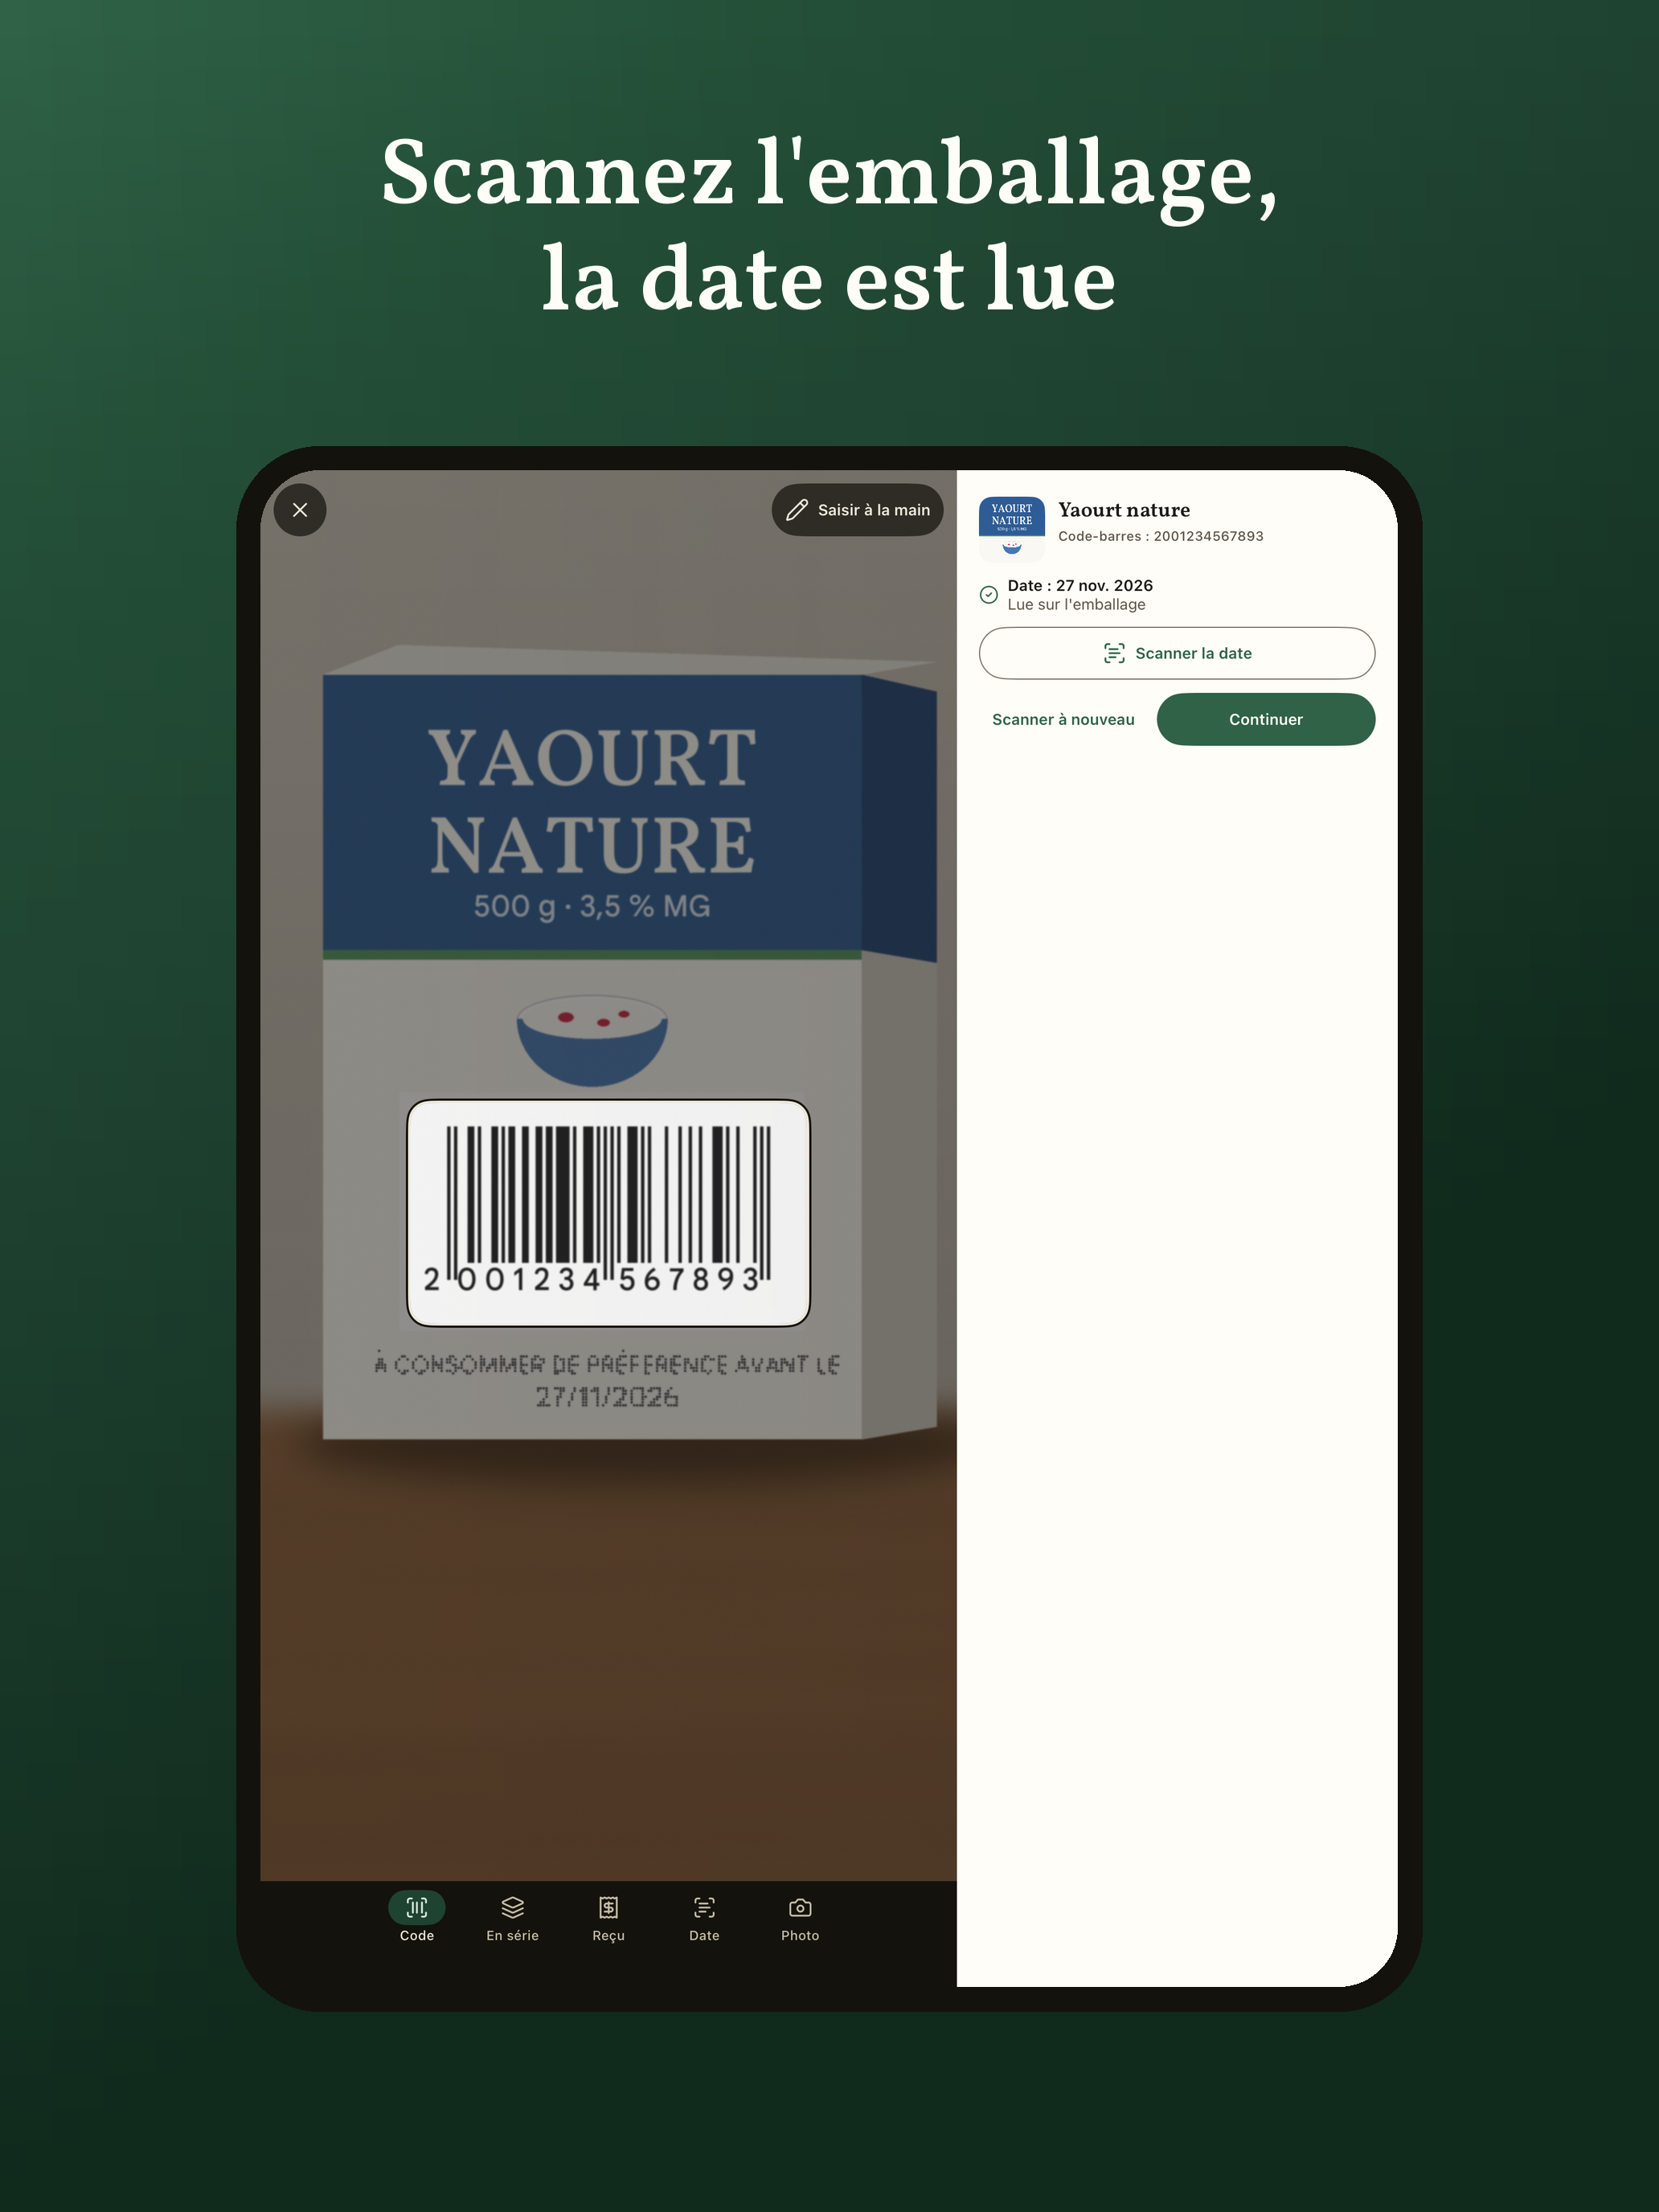 Scannez l'emballage,
la date est lue
Saisir à la main
YAOURT
NATURE
500 g · 3,5 % MG
2 001234 567893
À CONSOMMER DE PRÉFÉRENCE AVANT LE
27/11/2026
Code
En série
Reçu
Date
Photo
YAOURT
NATURE
Yaourt nature
Code-barres : 2001234567893
Date : 27 nov. 2026
Lue sur l'emballage
Scanner la date
Scanner à nouveau
Continuer